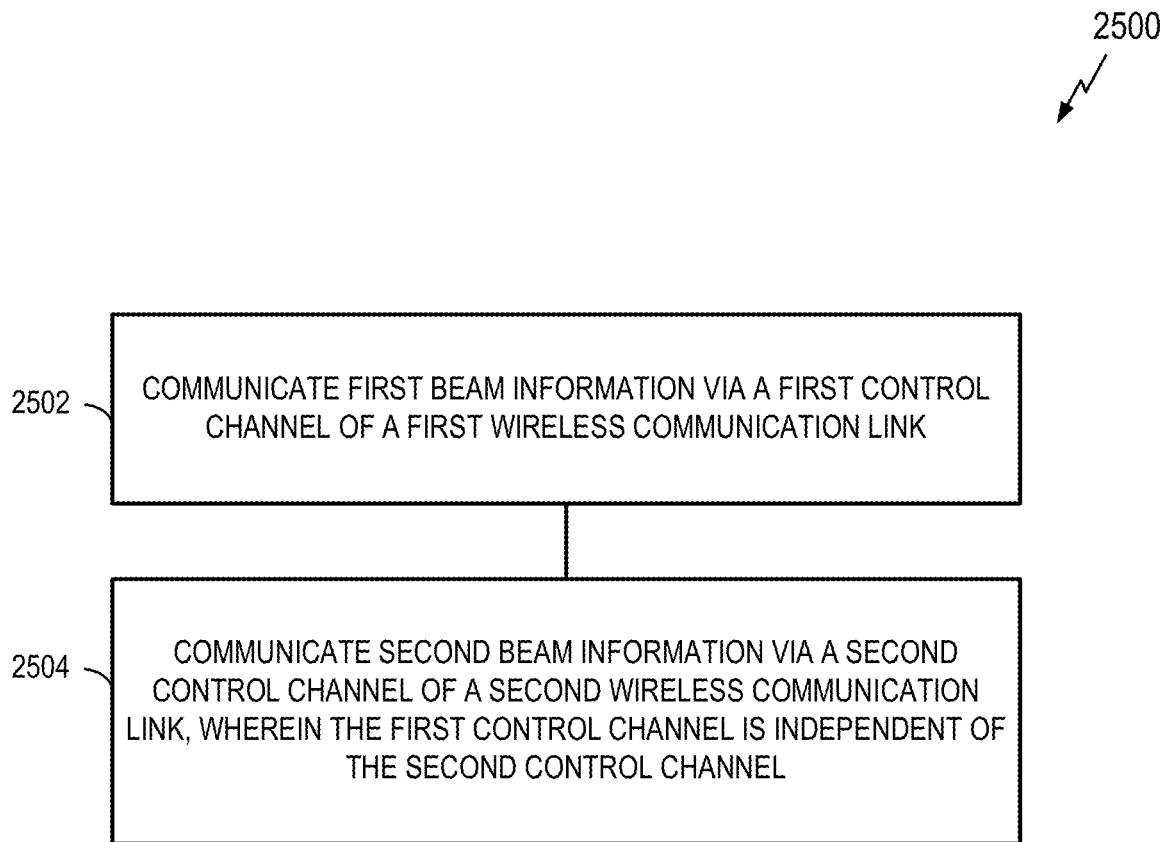 2500
2502
COMMUNICATE FIRST BEAM INFORMATION VIA A FIRST CONTROL
CHANNEL OF A FIRST WIRELESS COMMUNICATION LINK
2504
COMMUNICATE SECOND BEAM INFORMATION VIA A SECOND
CONTROL CHANNEL OF A SECOND WIRELESS COMMUNICATION
LINK, WHEREIN THE FIRST CONTROL CHANNEL IS INDEPENDENT OF
THE SECOND CONTROL CHANNEL